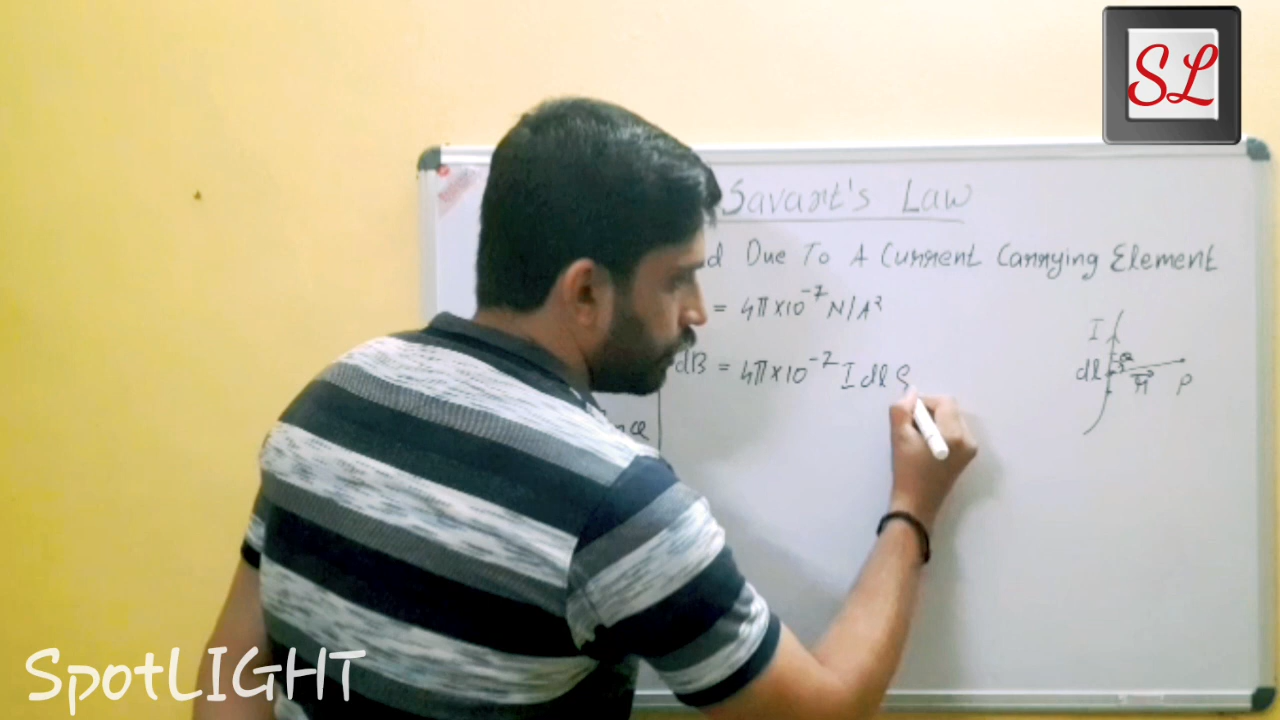 SL
Savart's Law
d Due To A Current Carrying Element
= 4π×10⁻⁷ N/A²
dB = 4π×10⁻⁷ I dl S
I
dl
P
SpotLIGHT